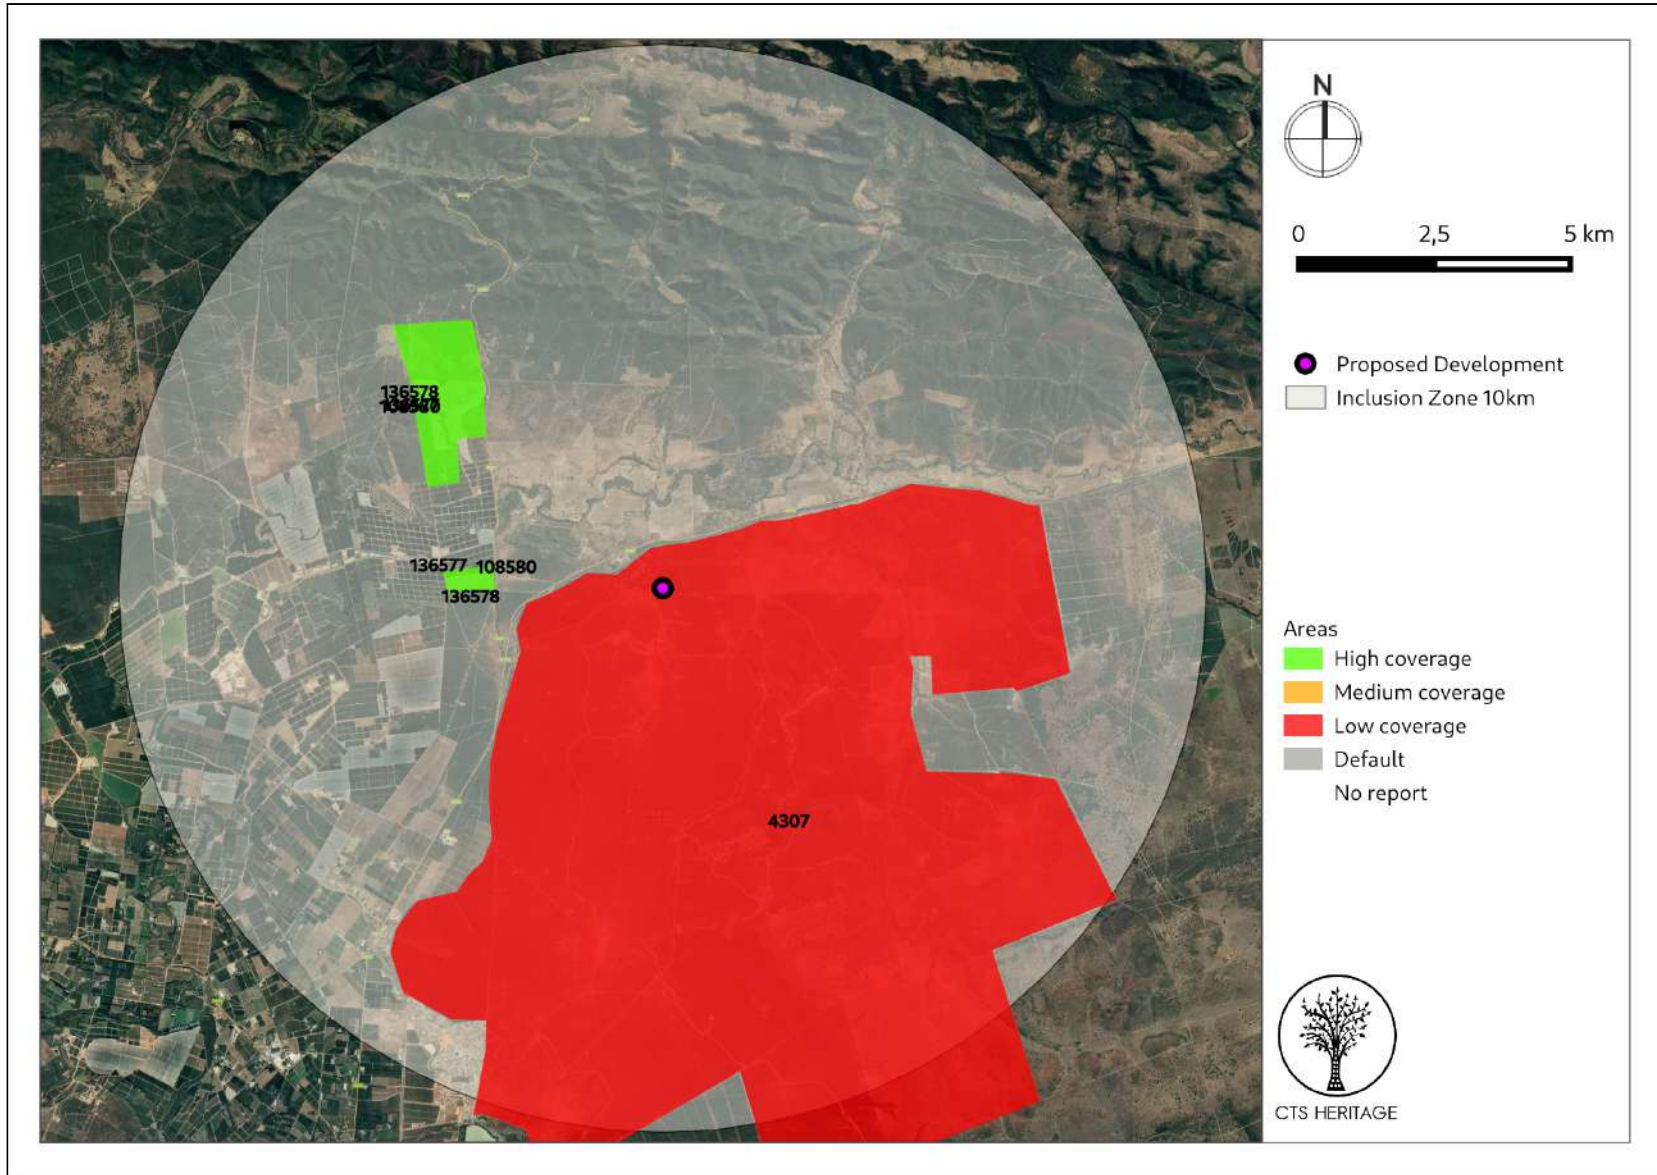 N
0 2,5 5 km
Proposed Development
Inclusion Zone 10km
136578
136577 108580
136578
Areas
High coverage
Medium coverage
Low coverage
Default
No report
4307
CTS HERITAGE